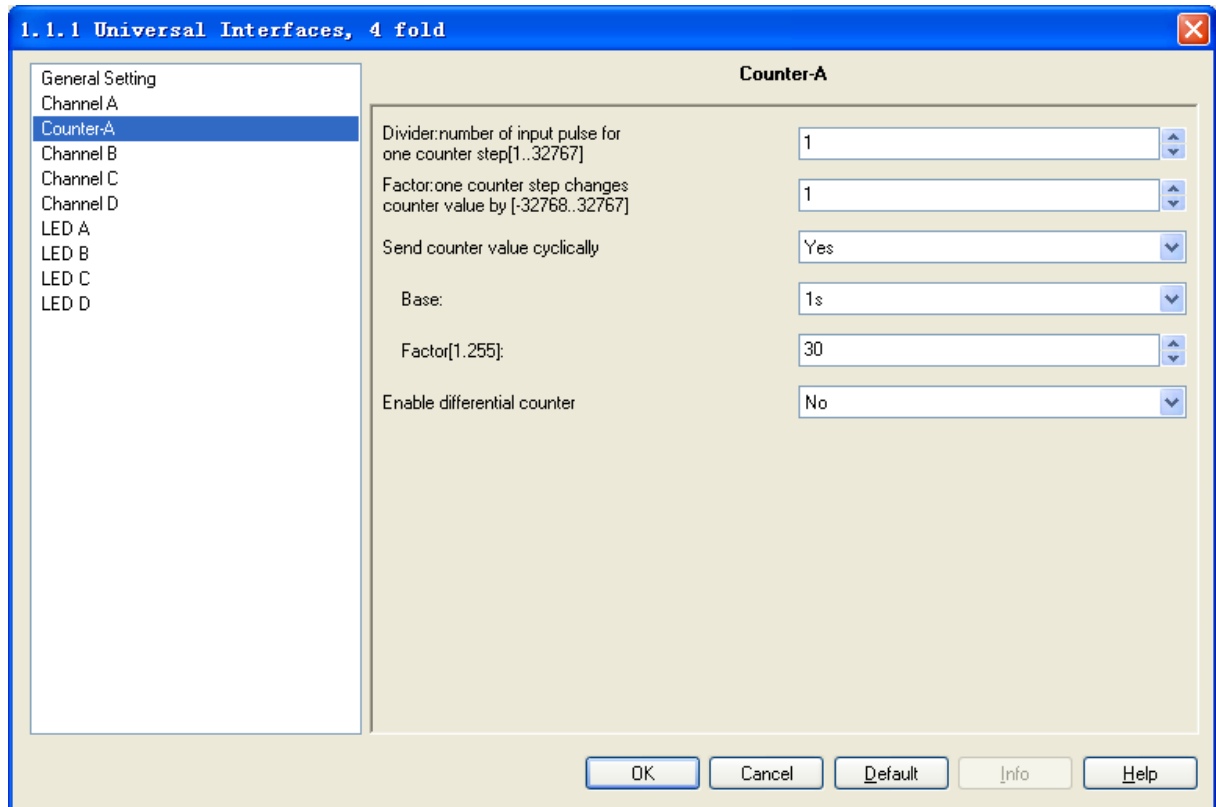 1.1.1 Universal Interfaces, 4 fold
General Setting
Channel A
Counter-A
Channel B
Channel C
Channel D
LED A
LED B
LED C
LED D
Counter-A
Divider:number of input pulse for
one counter step[1..32767]
1
Factor:one counter step changes
counter value by [-32768..32767]
1
Send counter value cyclically
Yes
Base:
1s
Factor[1.255]:
30
Enable differential counter
No
OK
Cancel
Default
Info
Help